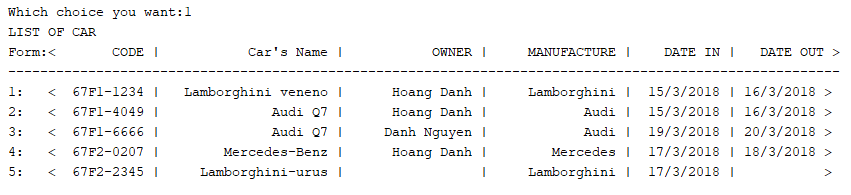 Which choice you want:1
LIST OF CAR
Form:< CODE | Car's Name | OWNER | MANUFACTURE | DATE IN | DATE OUT >
--------------------------------------------------------------------------------------------------------
1: < 67F1-1234 | Lamborghini veneno | Hoang Danh | Lamborghini | 15/3/2018 | 16/3/2018 >
2: < 67F1-4049 | Audi Q7 | Hoang Danh | Audi | 15/3/2018 | 16/3/2018 >
3: < 67F1-6666 | Audi Q7 | Danh Nguyen | Audi | 19/3/2018 | 20/3/2018 >
4: < 67F2-0207 | Mercedes-Benz | Hoang Danh | Mercedes | 17/3/2018 | 18/3/2018 >
5: < 67F2-2345 | Lamborghini-urus | | Lamborghini | 17/3/2018 | >